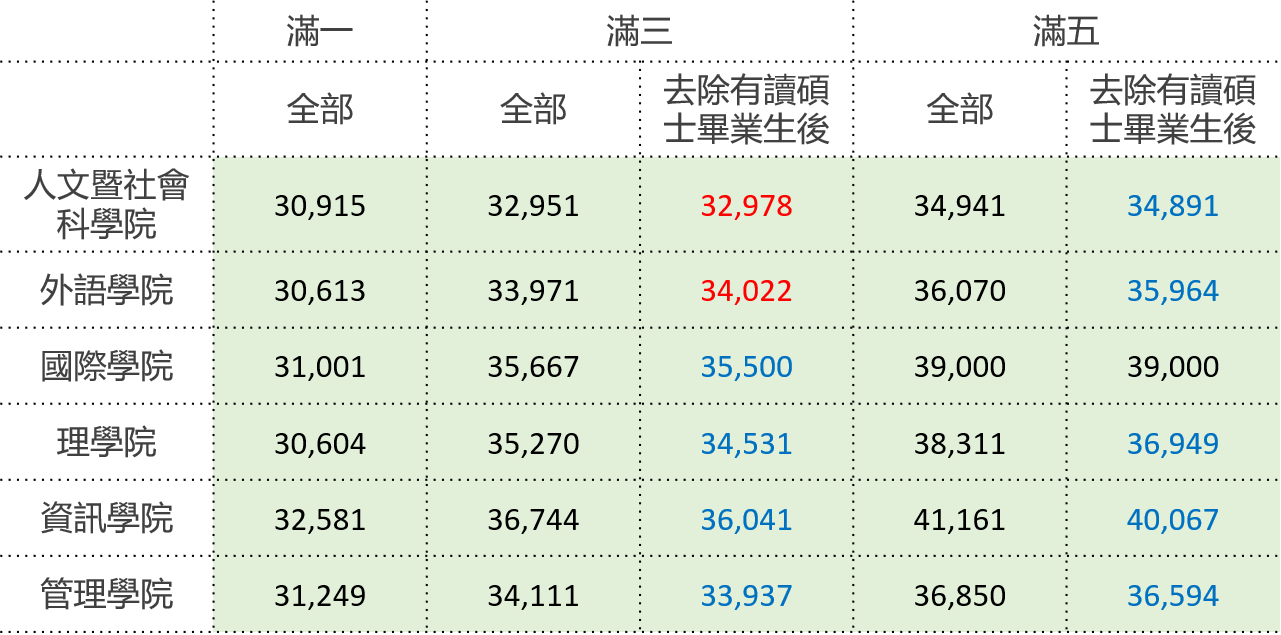 滿一 滿三 滿五
全部 全部 去除有讀碩 全部 去除有讀碩
士畢業生後 士畢業生後
人文暨社會
科學院 30,915 32,951 32,978 34,941 34,891
外語學院 30,613 33,971 34,022 36,070 35,964
國際學院 31,001 35,667 35,500 39,000 39,000
理學院 30,604 35,270 34,531 38,311 36,949
資訊學院 32,581 36,744 36,041 41,161 40,067
管理學院 31,249 34,111 33,937 36,850 36,594